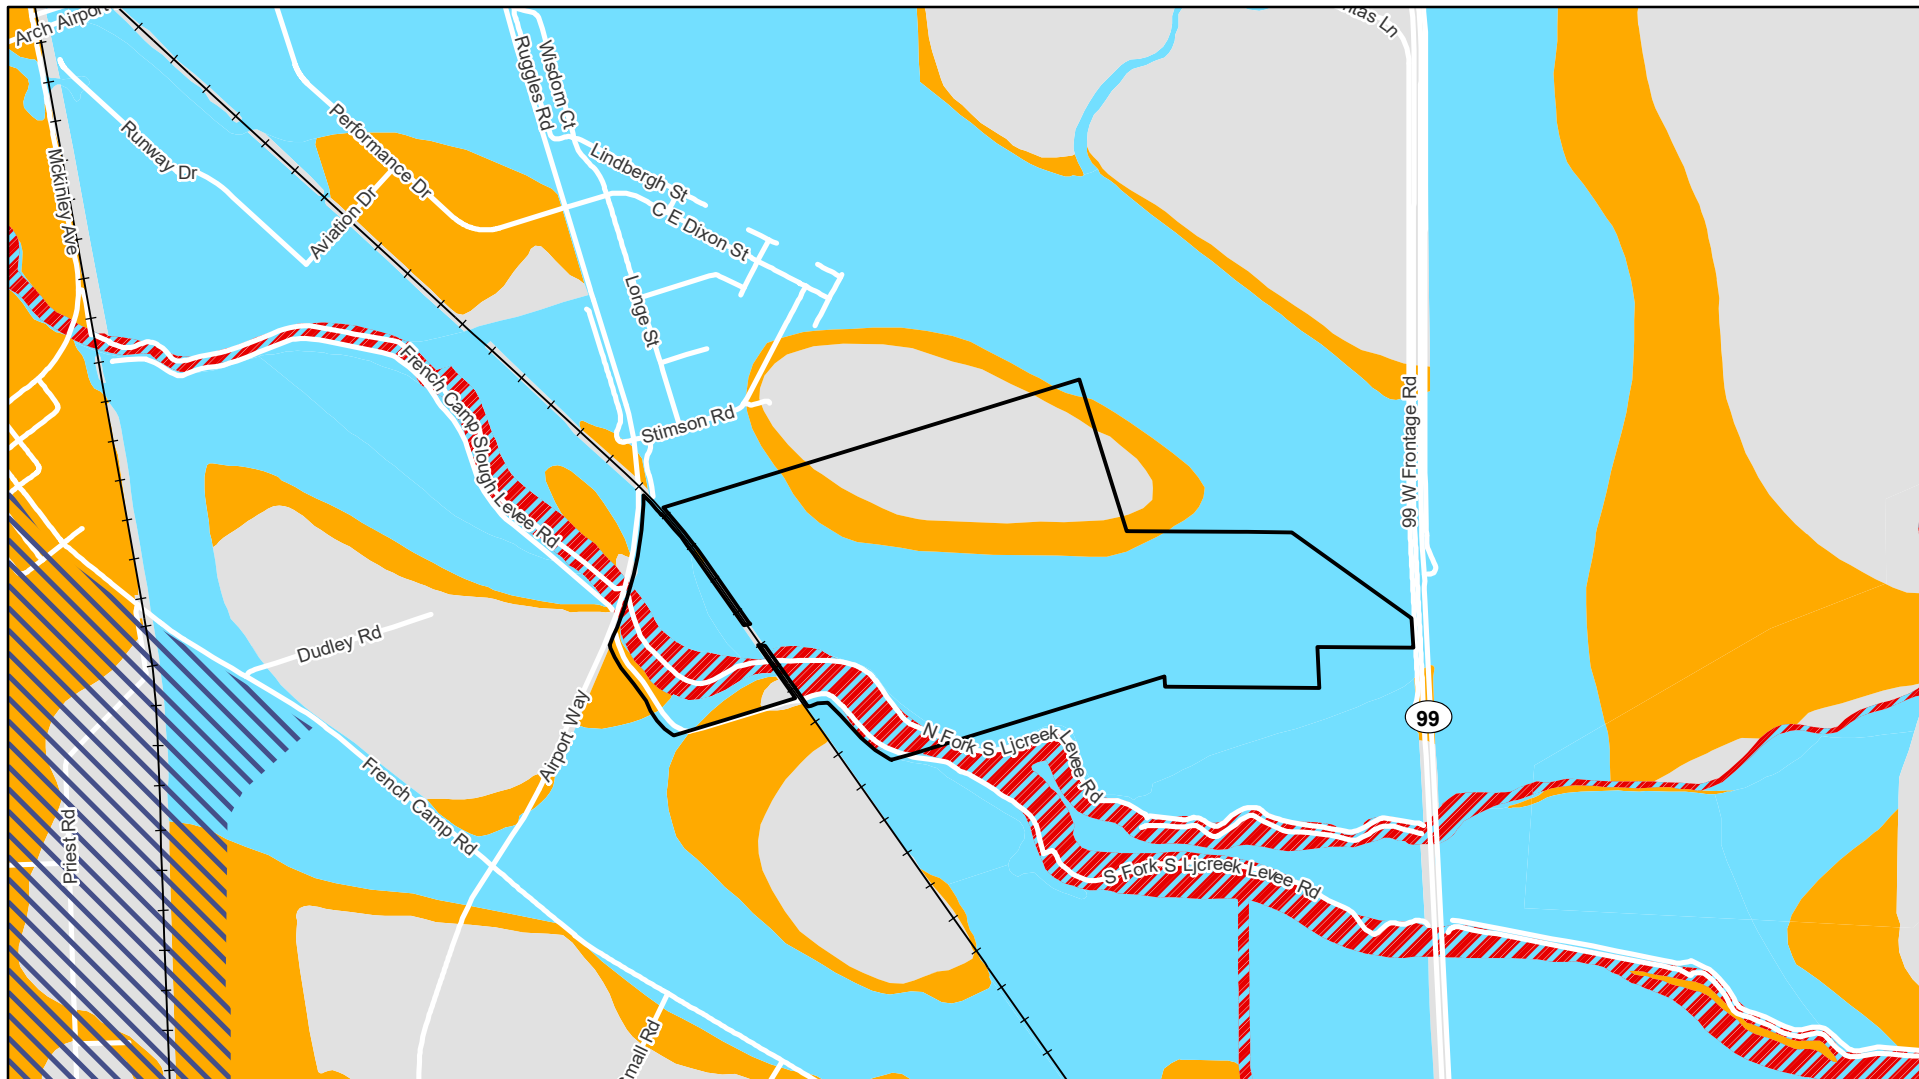 Arch Airport
ntas Ln
Ruggles Rd
Wisdom Ct
Performance Dr
Runway Dr
Mckinley Ave
Lindbergh St
Aviation Dr
C E Dixon St
Longe St
French Camp Slough Levee Rd
Stimson Rd
99 W Frontage Rd
Dudley Rd
Airport Way
99
N Fork S Ljcreek Levee Rd
French Camp Rd
Priest Rd
S Fork S Ljcreek Levee Rd
Small Rd